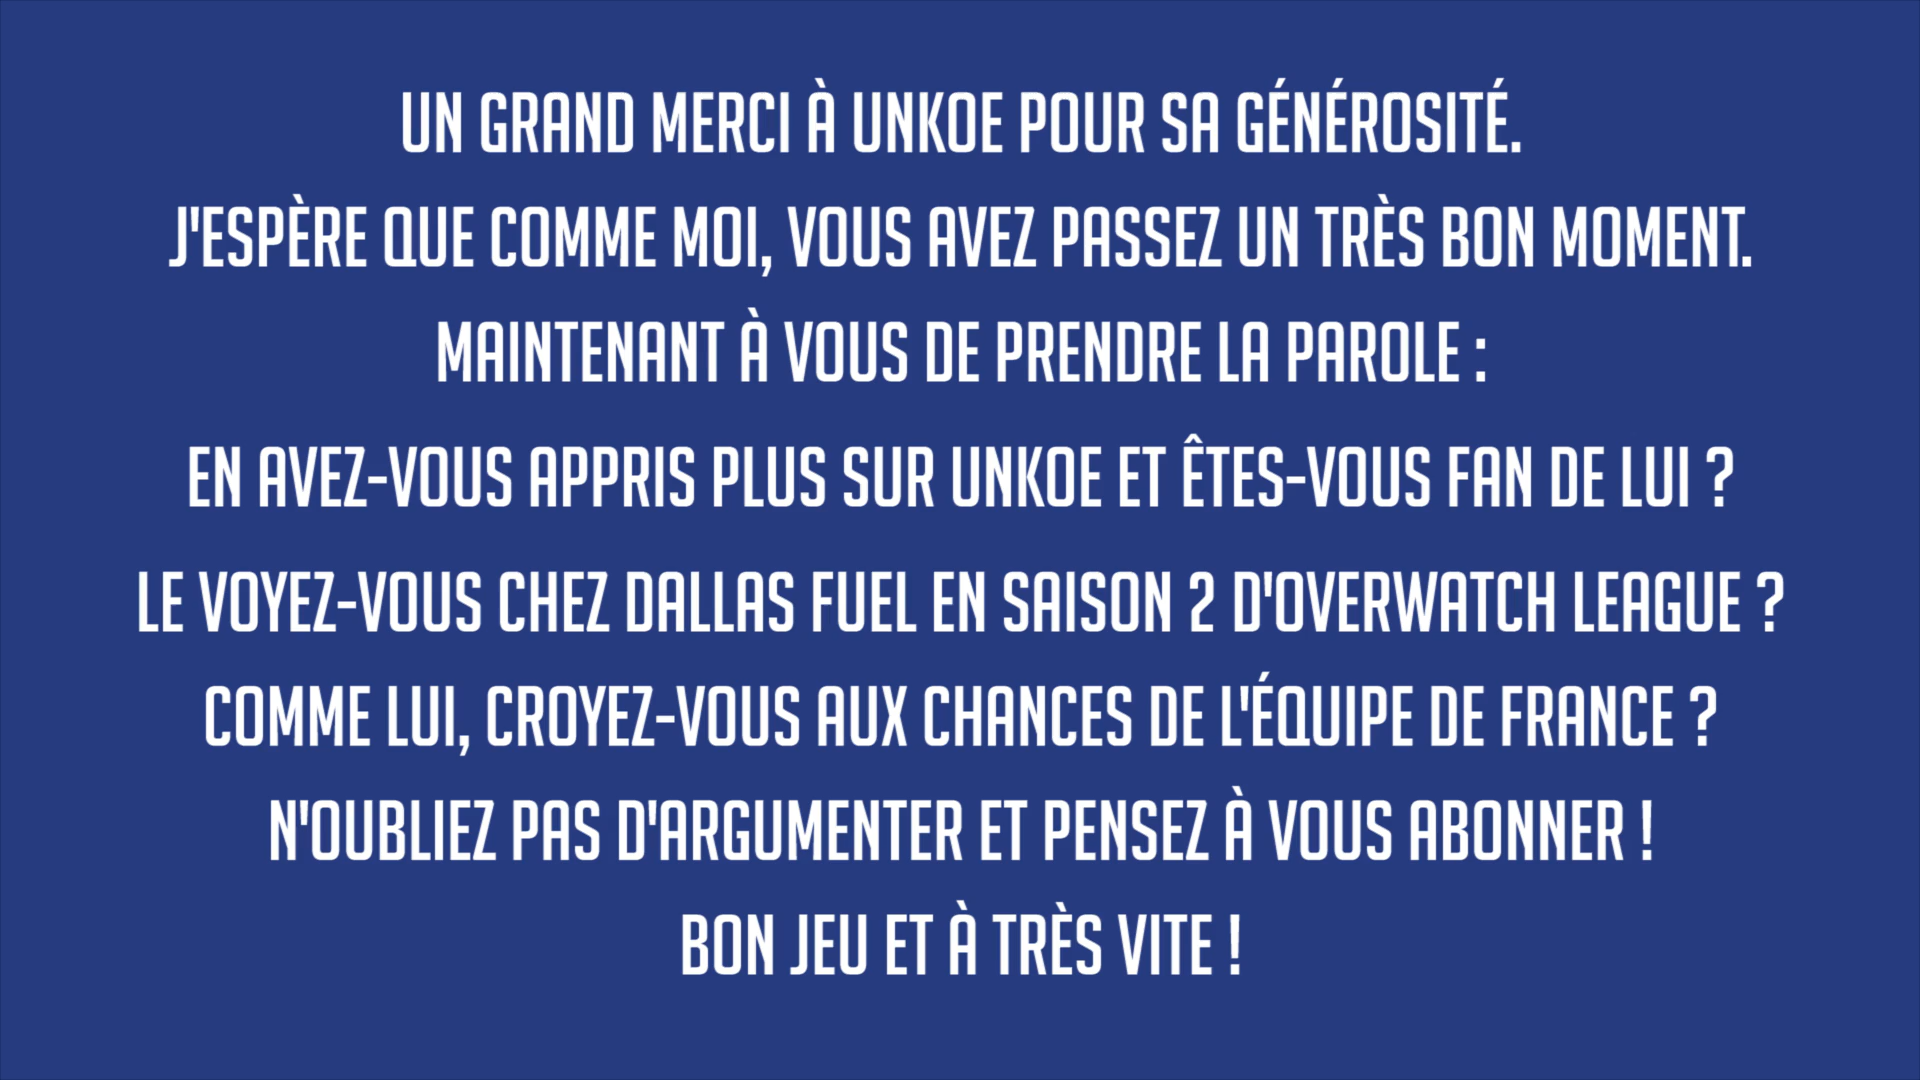 UN GRAND MERCI À UNKOE POUR SA GÉNÉROSITÉ.
J'ESPÈRE QUE COMME MOI, VOUS AVEZ PASSEZ UN TRÈS BON MOMENT.
MAINTENANT À VOUS DE PRENDRE LA PAROLE :
EN AVEZ-VOUS APPRIS PLUS SUR UNKOE ET ÊTES-VOUS FAN DE LUI ?
LE VOYEZ-VOUS CHEZ DALLAS FUEL EN SAISON 2 D'OVERWATCH LEAGUE ?
COMME LUI, CROYEZ-VOUS AUX CHANCES DE L'ÉQUIPE DE FRANCE ?
N'OUBLIEZ PAS D'ARGUMENTER ET PENSEZ À VOUS ABONNER !
BON JEU ET À TRÈS VITE !